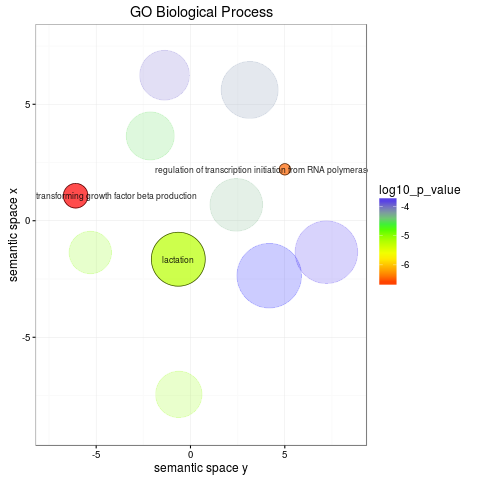 GO Biological Process
5
regulation of transcription initiation from RNA polymeras
transforming growth factor beta production
0
lactation
-5
-5
0
5
semantic space y
semantic space x
log10_p_value
-4
-5
-6